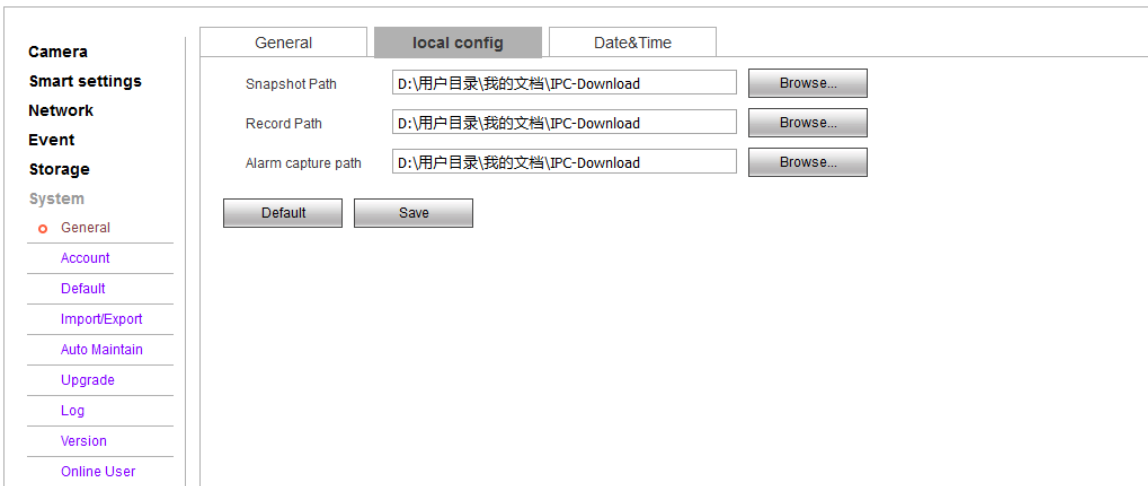 Camera
Smart settings
Network
Event
Storage
System
General
Account
Default
Import/Export
Auto Maintain
Upgrade
Log
Version
Online User
General local config Date&Time
Snapshot Path D:\用户目录\我的文档\IPC-Download Browse...
Record Path D:\用户目录\我的文档\IPC-Download Browse...
Alarm capture path D:\用户目录\我的文档\IPC-Download Browse...
Default Save